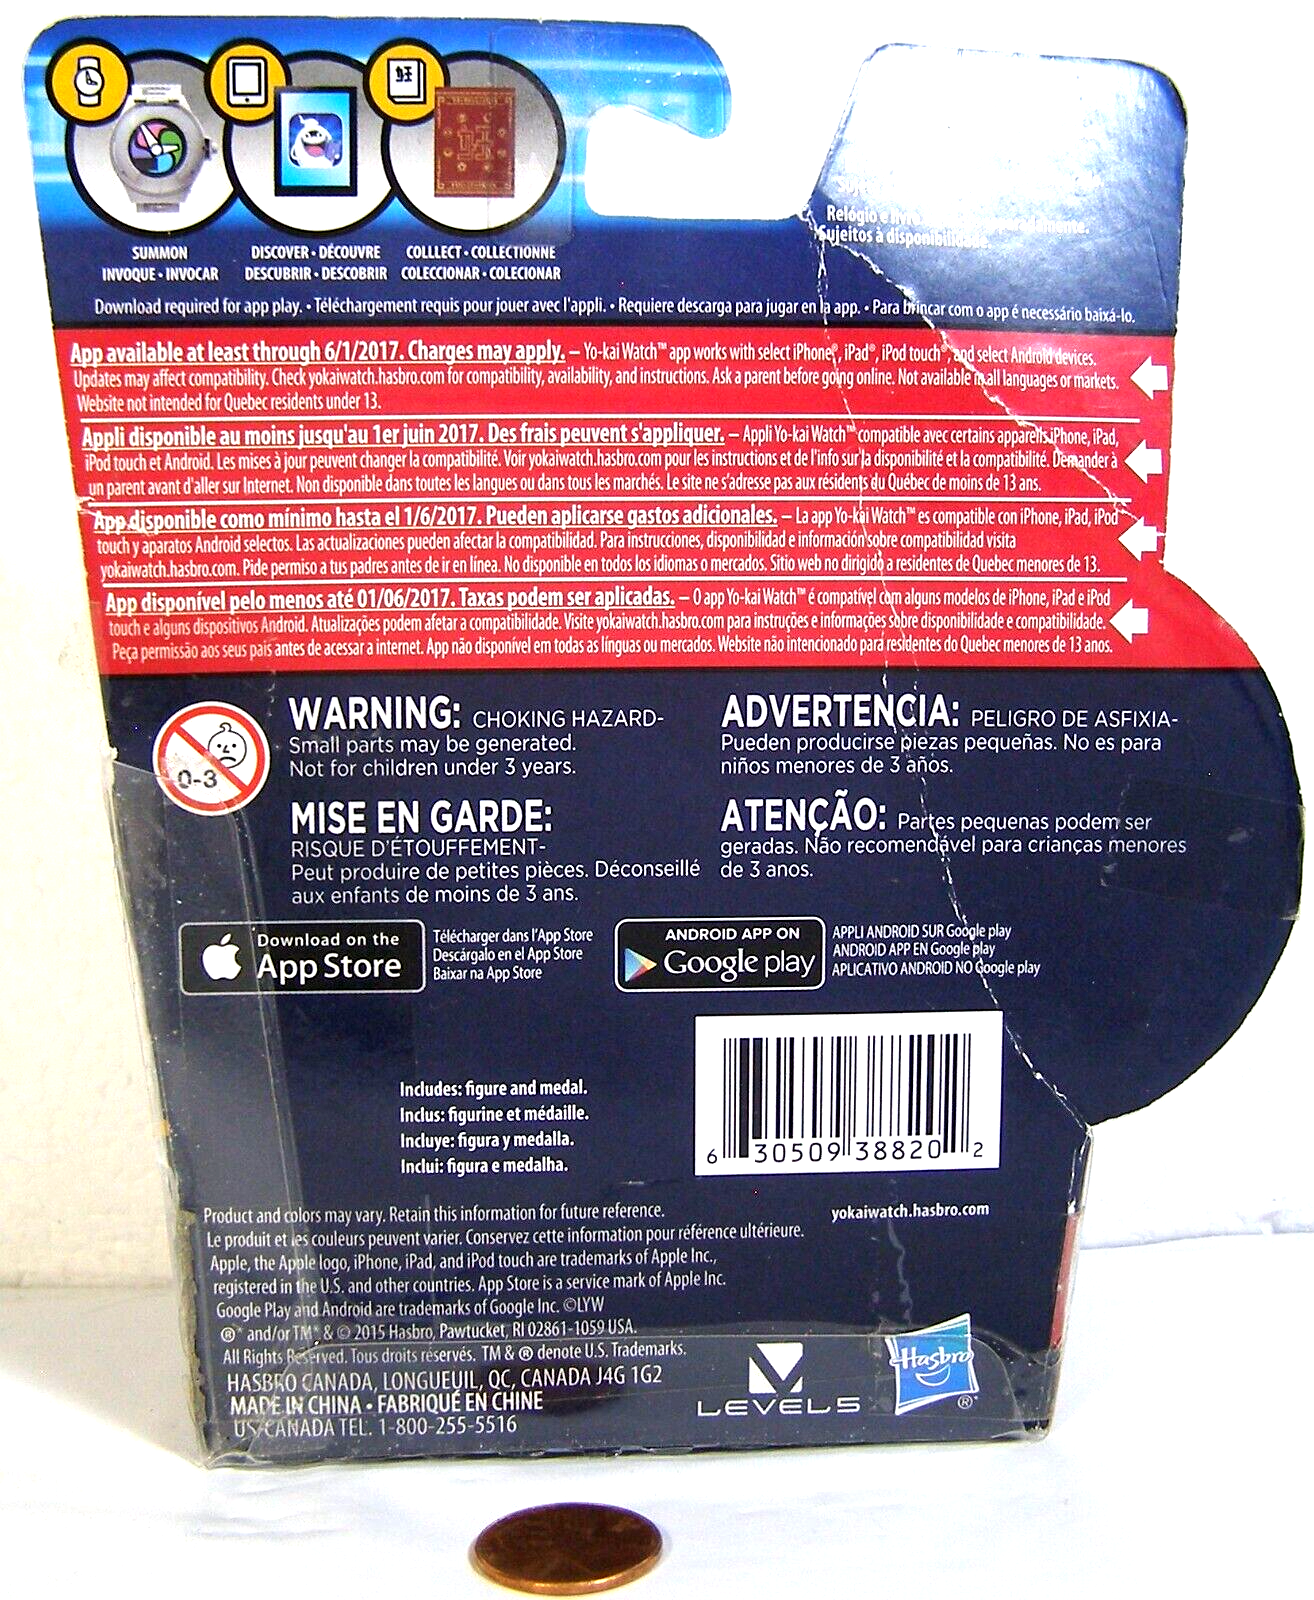 SUMMON
INVOQUE • INVOCAR
DISCOVER • DÉCOUVRE
DESCUBRIR • DESCOBRIR
COLLLECT • COLLECTIONNE
COLECCIONAR • COLECIONAR
Relógio e
Sujeitos à disponibilidade.
Download required for app play. • Téléchargement requis pour jouer avec l'appli. • Requiere descarga para jugar en la app. • Para brincar com o app é necessário baixá-lo.
App available at least through 6/1/2017. Charges may apply. – Yo-kai Watch™ app works with select iPhone®, iPad®, iPod touch®, and select Android devices.
Updates may affect compatibility. Check yokaiwatch.hasbro.com for compatibility, availability, and instructions. Ask a parent before going online. Not available in all languages or markets.
Website not intended for Quebec residents under 13.
Appli disponible au moins jusqu'au 1er juin 2017. Des frais peuvent s'appliquer. – Appli Yo-kai Watch™ compatible avec certains appareils iPhone, iPad,
iPod touch et Android. Les mises à jour peuvent changer la compatibilité. Voir yokaiwatch.hasbro.com pour les instructions et de l'info sur la disponibilité et la compatibilité. Demander à
un parent avant d'aller sur Internet. Non disponible dans toutes les langues ou dans tous les marchés. Le site ne s'adresse pas aux résidents du Québec de moins de 13 ans.
App disponible como mínimo hasta el 1/6/2017. Pueden aplicarse gastos adicionales. – La app Yo-kai Watch™ es compatible con iPhone, iPad, iPod
touch y aparatos Android selectos. Las actualizaciones pueden afectar la compatibilidad. Para instrucciones, disponibilidad e información sobre compatibilidad visita
yokaiwatch.hasbro.com. Pide permiso a tus padres antes de ir en línea. No disponible en todos los idiomas o mercados. Sitio web no dirigido a residentes de Quebec menores de 13.
App disponível pelo menos até 01/06/2017. Taxas podem ser aplicadas. – O app Yo-kai Watch™ é compatível com alguns modelos de iPhone, iPad e iPod
touch e alguns dispositivos Android. Atualizações podem afetar a compatibilidade. Visite yokaiwatch.hasbro.com para instruções e informações sobre disponibilidade e compatibilidade.
Peça permissão aos seus pais antes de acessar a internet. App não disponível em todas as línguas ou mercados. Website não intencionado para residentes do Quebec menores de 13 anos.
0-3
WARNING: CHOKING HAZARD-
Small parts may be generated.
Not for children under 3 years.
ADVERTENCIA: PELIGRO DE ASFIXIA-
Pueden producirse piezas pequeñas. No es para
niños menores de 3 años.
MISE EN GARDE:
RISQUE D'ÉTOUFFEMENT-
Peut produire de petites pièces. Déconseillé
aux enfants de moins de 3 ans.
ATENÇÃO: Partes pequenas podem ser
geradas. Não recomendável para crianças menores
de 3 anos.
Download on the
App Store
Télécharger dans l'App Store
Descárgalo en el App Store
Baixar na App Store
ANDROID APP ON
Google play
APPLI ANDROID SUR Google play
ANDROID APP EN Google play
APLICATIVO ANDROID NO Google play
Includes: figure and medal.
Inclus: figurine et médaille.
Incluye: figura y medalla.
Inclui: figura e medalha.
6 30509 38820 2
yokaiwatch.hasbro.com
Product and colors may vary. Retain this information for future reference.
Le produit et les couleurs peuvent varier. Conservez cette information pour référence ultérieure.
Apple, the Apple logo, iPhone, iPad, and iPod touch are trademarks of Apple Inc.,
registered in the U.S. and other countries. App Store is a service mark of Apple Inc.
Google Play and Android are trademarks of Google Inc. ©LYW
®* and/or TM* & © 2015 Hasbro, Pawtucket, RI 02861-1059 USA.
All Rights Reserved. Tous droits réservés. TM & ® denote U.S. Trademarks.
HASBRO CANADA, LONGUEUIL, QC, CANADA J4G 1G2
MADE IN CHINA • FABRIQUÉ EN CHINE
US/CANADA TEL. 1-800-255-5516
LEVEL5
Hasbro
®*